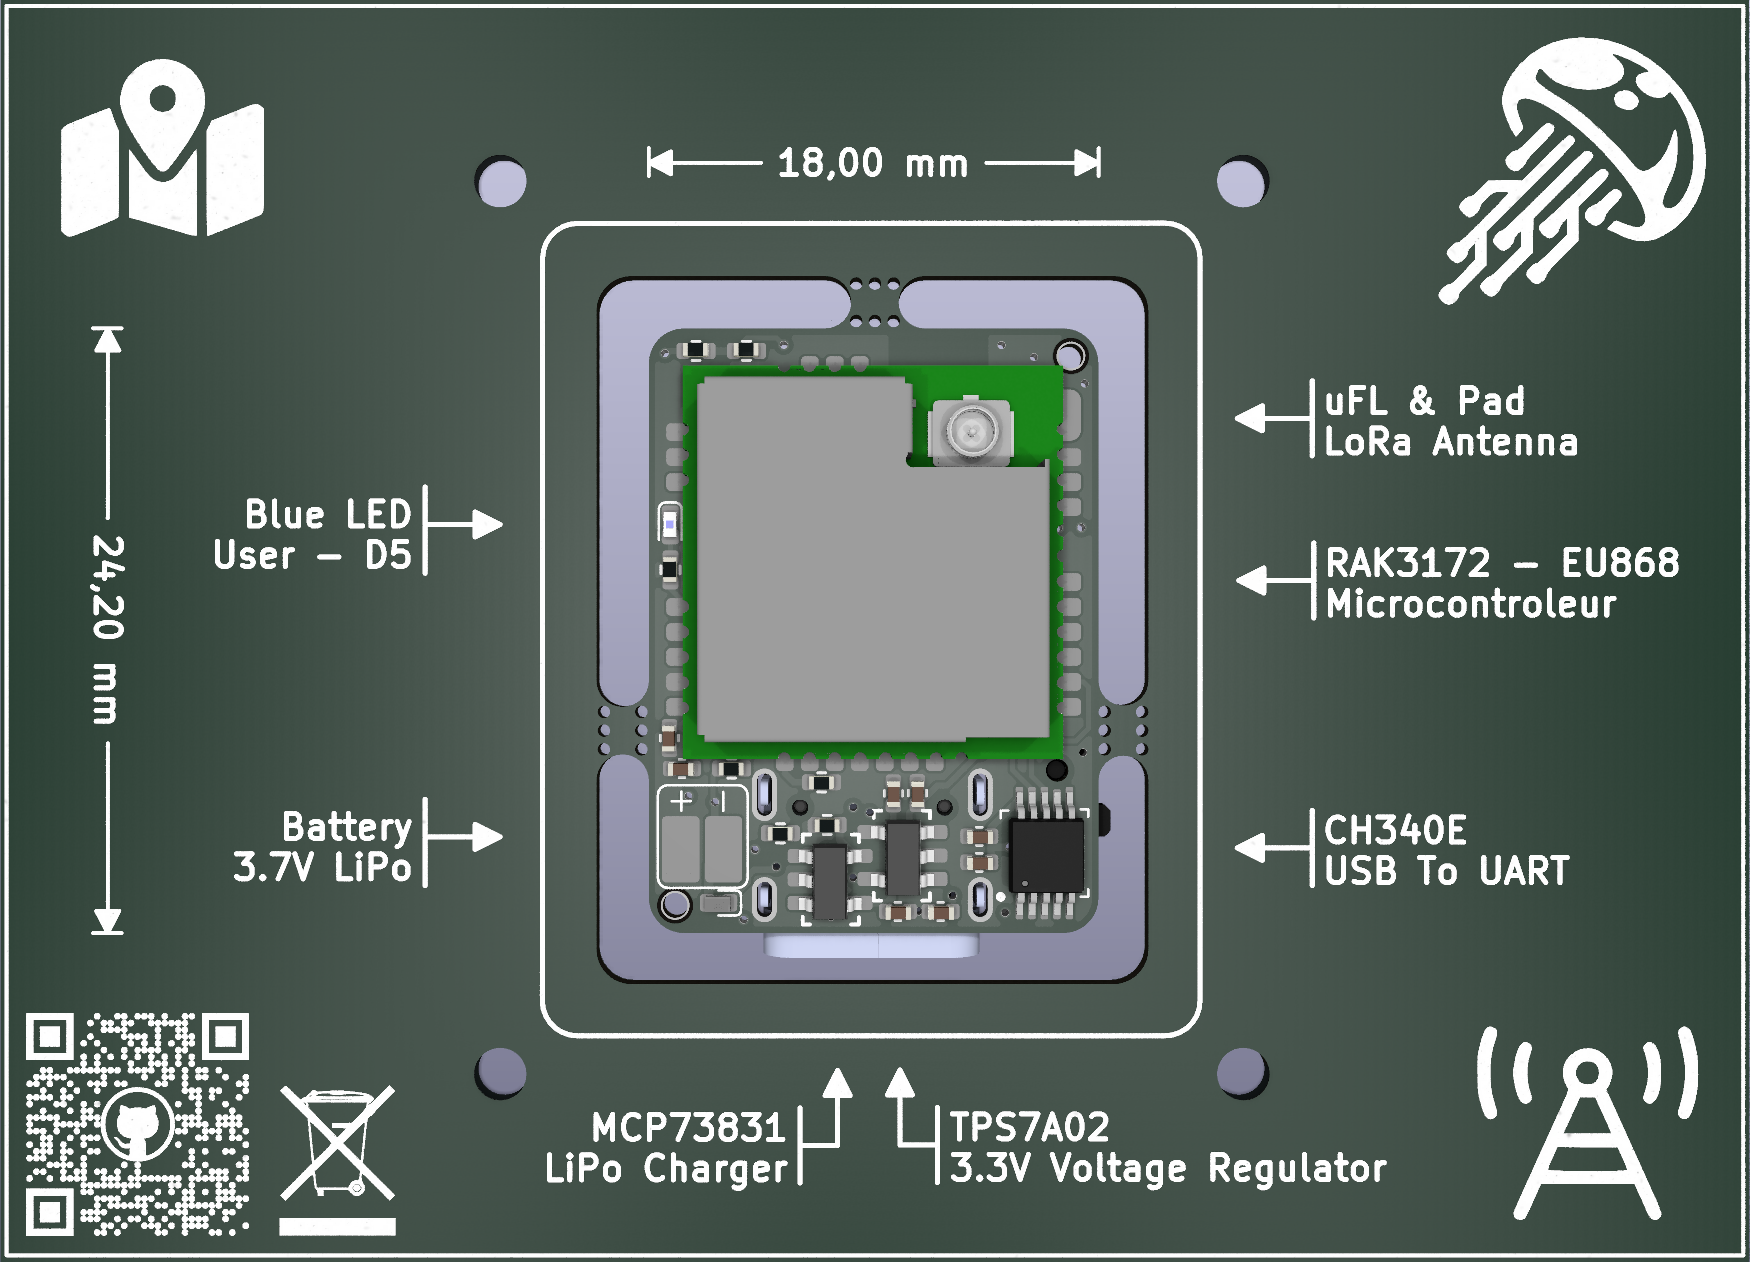 18,00 mm
24,20 mm
uFL & Pad
LoRa Antenna
Blue LED
User - D5
RAK3172 - EU868
Microcontroleur
Battery
3.7V LiPo
+ -
CH340E
USB To UART
MCP73831
LiPo Charger
TPS7A02
3.3V Voltage Regulator